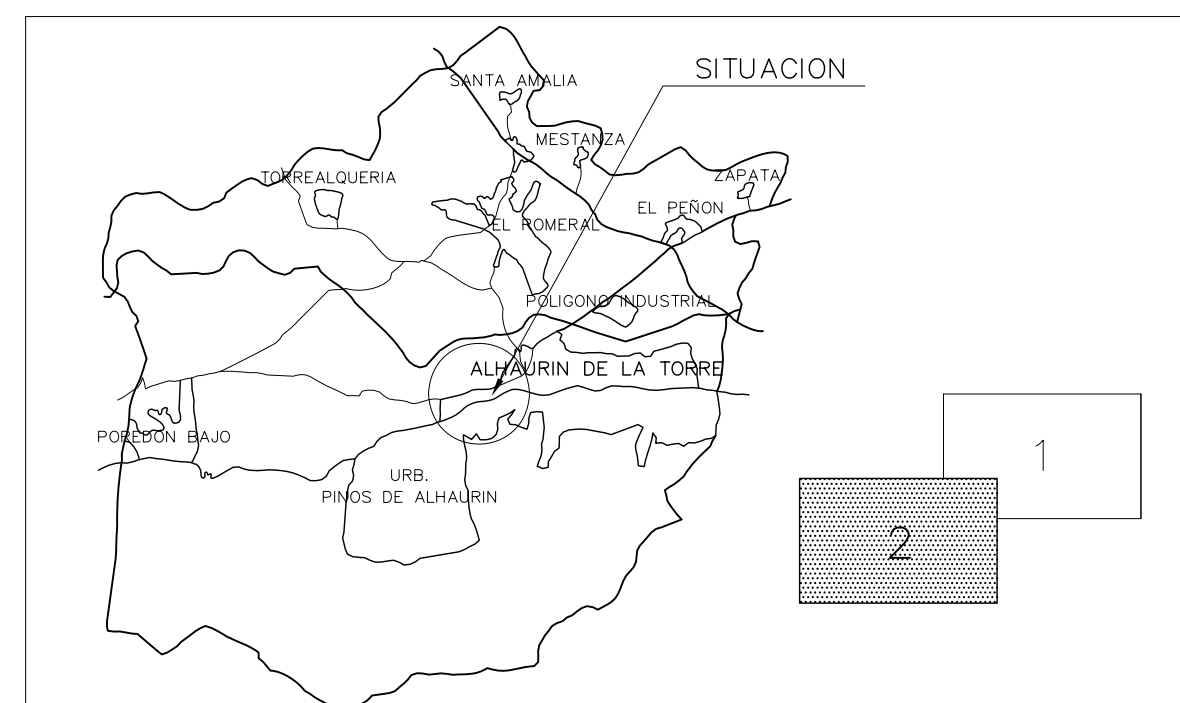 SITUACION
SANTA AMALIA
MESTANZA
TORREALQUERIA
ZAPATA
EL PEÑON
EL ROMERAL
POLIGONO INDUSTRIAL
ALHAURIN DE LA TORRE
POREDON BAJO
URB.
PINOS DE ALHAURIN
1
2